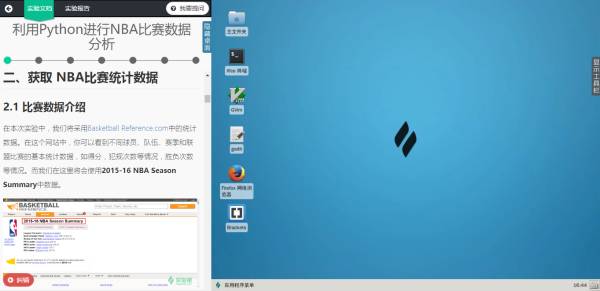 实验文档 实验报告 我要提问
利用Python进行NBA比赛数据
分析
隐藏桌面
二、获取 NBA比赛统计数据
2.1 比赛数据介绍
在本次实验中，我们将采用Basketball Reference.com中的统
计数据。在这个网站中，你可以看到不同球员、队伍、赛季和联
盟比赛的基本统计数据，如得分，犯规次数等情况，胜负次数
等情况。而我们在这里将会使用2015-16 NBA Season
Summary中数据。
BASKETBALL
2015-16 NBA Season Summary
纠错
实验楼
主文件夹
Xfce 终端
GVim
gedit
Firefox 网络浏
览器
Brackets
显示工具栏
应用程序菜单
16:44